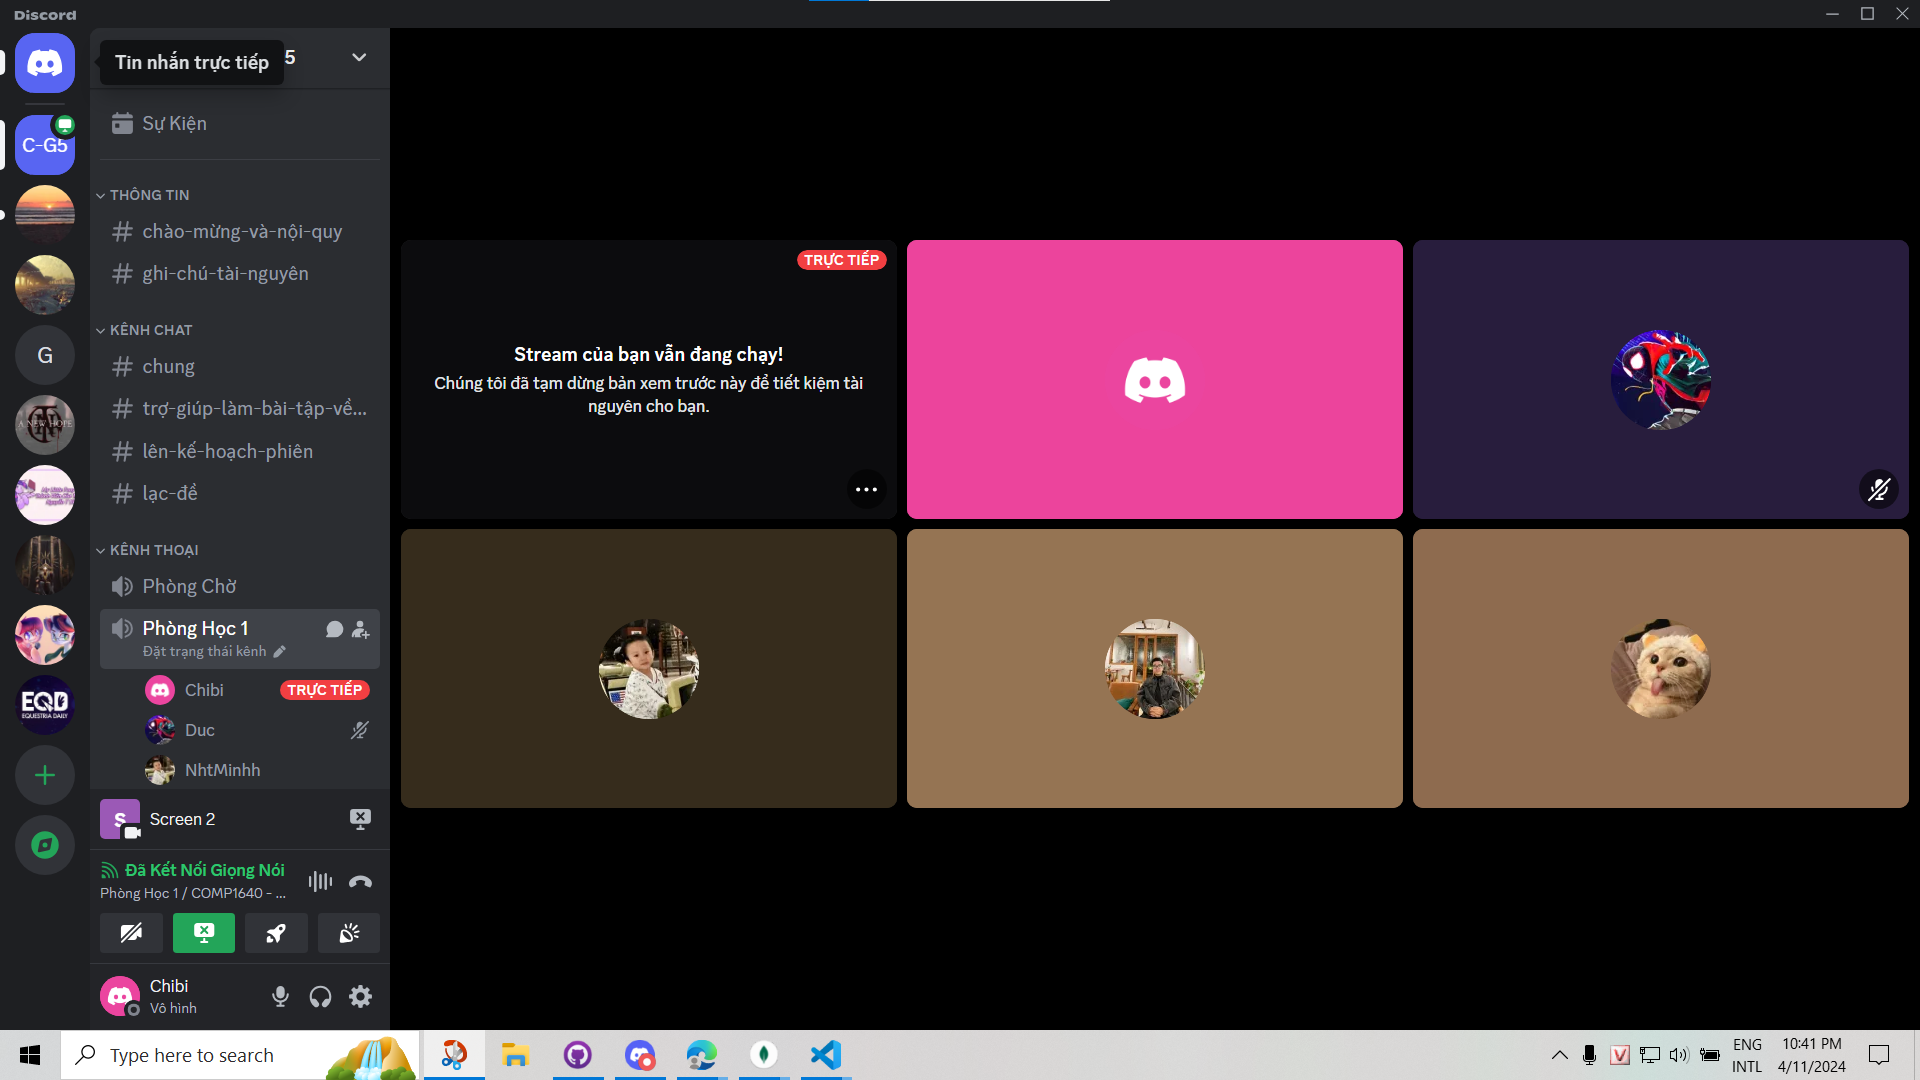 Discord
Tin nhắn trực tiếp
5
Sự Kiện
C-G5
THÔNG TIN
chào-mừng-và-nội-quy
ghi-chú-tài-nguyên
KÊNH CHAT
chung
G
trợ-giúp-làm-bài-tập-về...
A NEW HOPE
lên-kế-hoạch-phiên
lạc-đề
KÊNH THOẠI
Phòng Chờ
Phòng Học 1
Đặt trạng thái kênh
Chibi
TRỰC TIẾP
EQD
EQUESTRIA DAILY
Duc
NhtMinhh
S
Screen 2
Đã Kết Nối Giọng Nói
Phòng Học 1 / COMP1640 - ...
Chibi
Vô hình
TRỰC TIẾP
Stream của bạn vẫn đang chạy!
Chúng tôi đã tạm dừng bản xem trước này để tiết kiệm tài
nguyên cho bạn.
Type here to search
V
ENG
INTL
10:41 PM
4/11/2024